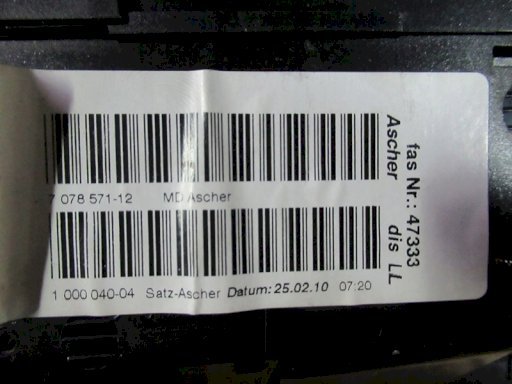 7 078 571-12 MD Ascher
1 000 040-04 Satz-Ascher Datum: 25.02.10 07:20
fas Nr.: 47333
Ascher dis LL